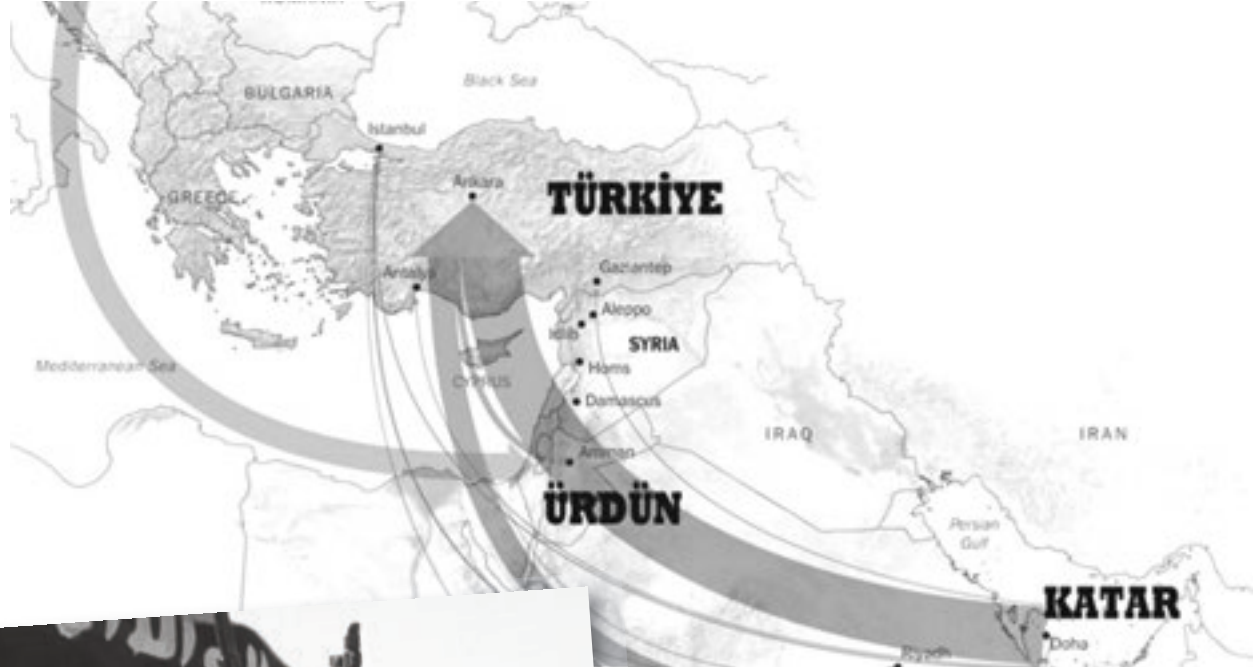 BULGARIA
Black Sea
Istanbul
GREECE
Ankara
TÜRKİYE
Antalya
Gaziantep
Aleppo
Idlib
SYRIA
Mediterranean Sea
Homs
CYPRUS
Damascus
IRAQ
IRAN
Amman
ÜRDÜN
Persian
Gulf
KATAR
Doha
Riyadh